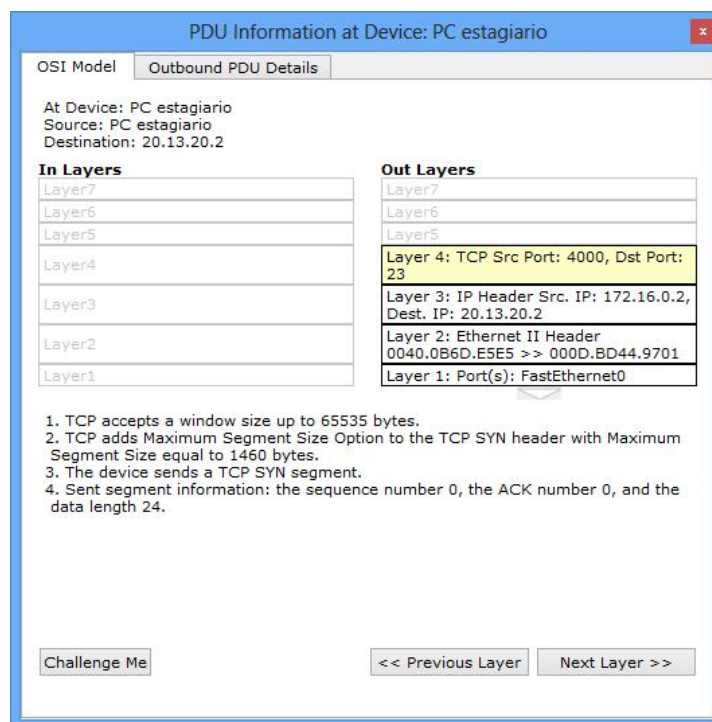 PDU Information at Device: PC estagiario
x
OSI Model
Outbound PDU Details
At Device: PC estagiario
Source: PC estagiario
Destination: 20.13.20.2
In Layers
Layer7
Layer6
Layer5
Layer4
Layer3
Layer2
Layer1
Out Layers
Layer7
Layer6
Layer5
Layer 4: TCP Src Port: 4000, Dst Port:
23
Layer 3: IP Header Src. IP: 172.16.0.2,
Dest. IP: 20.13.20.2
Layer 2: Ethernet II Header
0040.0B6D.E5E5 >> 000D.BD44.9701
Layer 1: Port(s): FastEthernet0
1. TCP accepts a window size up to 65535 bytes.
2. TCP adds Maximum Segment Size Option to the TCP SYN header with Maximum
Segment Size equal to 1460 bytes.
3. The device sends a TCP SYN segment.
4. Sent segment information: the sequence number 0, the ACK number 0, and the
data length 24.
Challenge Me
<< Previous Layer
Next Layer >>